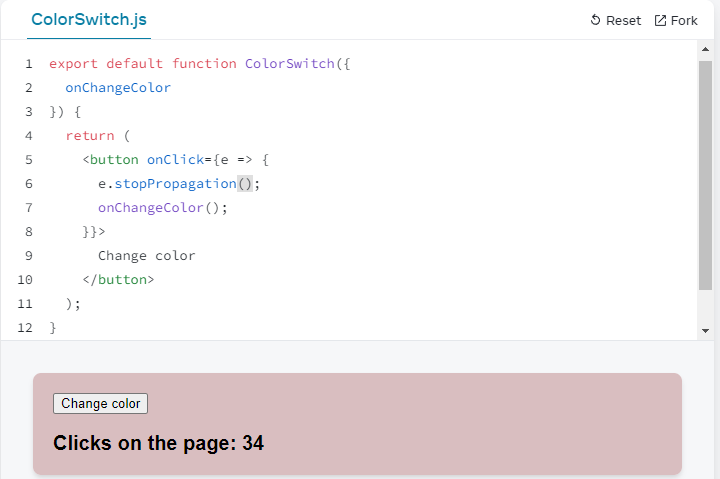 ColorSwitch.js
Reset Fork
1 export default function ColorSwitch({
2   onChangeColor
3 }) {
4   return (
5     <button onClick={e => {
6       e.stopPropagation();
7       onChangeColor();
8     }}>
9       Change color
10     </button>
11   );
12 }
Change color
Clicks on the page: 34